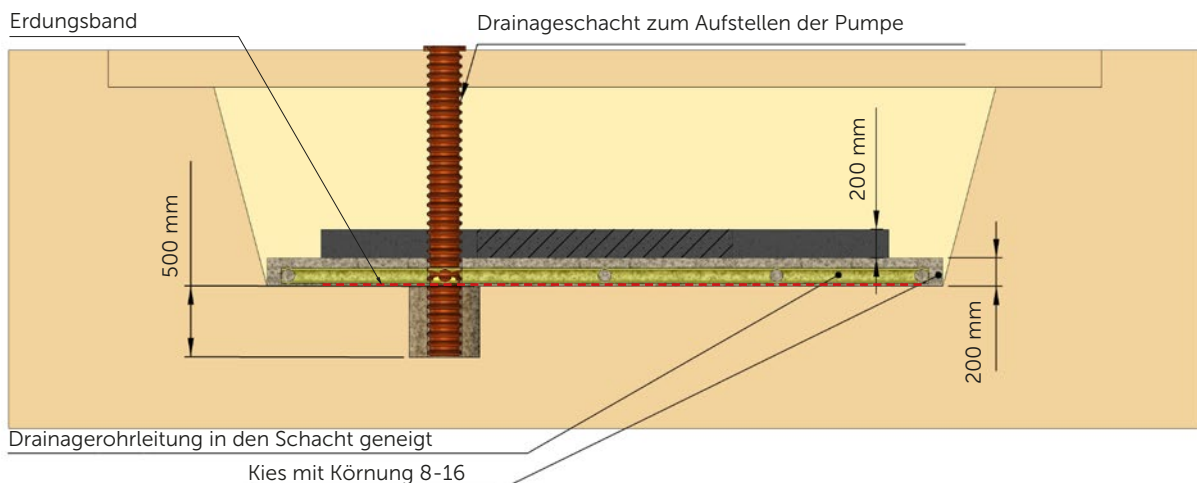 Erdungsband
Drainageschacht zum Aufstellen der Pumpe
200 mm
500 mm
200 mm
Drainagerohrleitung in den Schacht geneigt
Kies mit Körnung 8-16